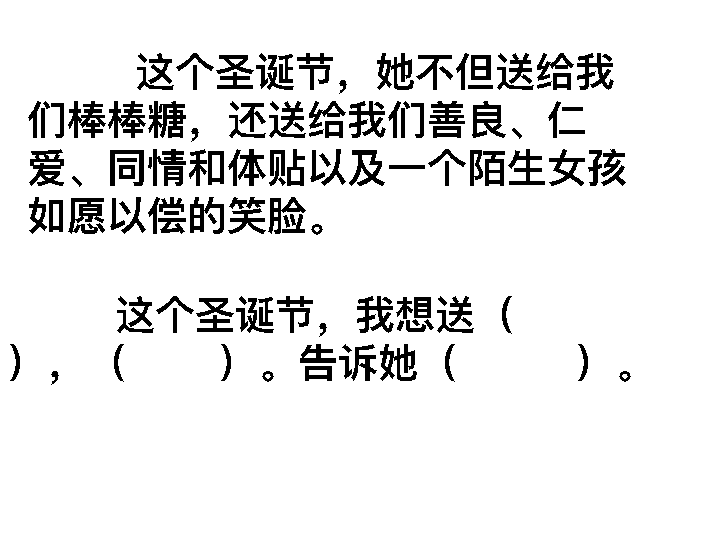 这个圣诞节，她不但送给我
们棒棒糖，还送给我们善良、仁
爱、同情和体贴以及一个陌生女孩
如愿以偿的笑脸。
这个圣诞节，我想送（
），（　　）。告诉她（　　　）。